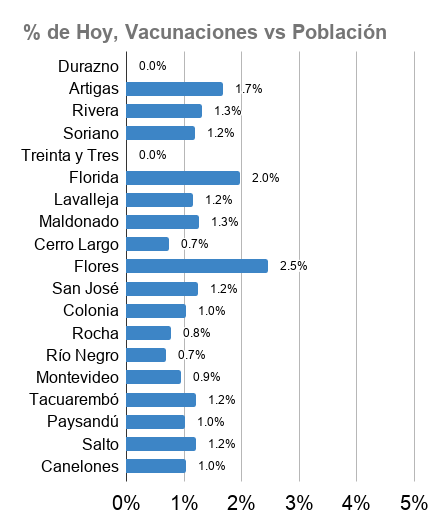 % de Hoy, Vacunaciones vs Población
Durazno 0.0%
Artigas 1.7%
Rivera 1.3%
Soriano 1.2%
Treinta y Tres 0.0%
Florida 2.0%
Lavalleja 1.2%
Maldonado 1.3%
Cerro Largo 0.7%
Flores 2.5%
San José 1.2%
Colonia 1.0%
Rocha 0.8%
Río Negro 0.7%
Montevideo 0.9%
Tacuarembó 1.2%
Paysandú 1.0%
Salto 1.2%
Canelones 1.0%
0% 1% 2% 3% 4% 5%